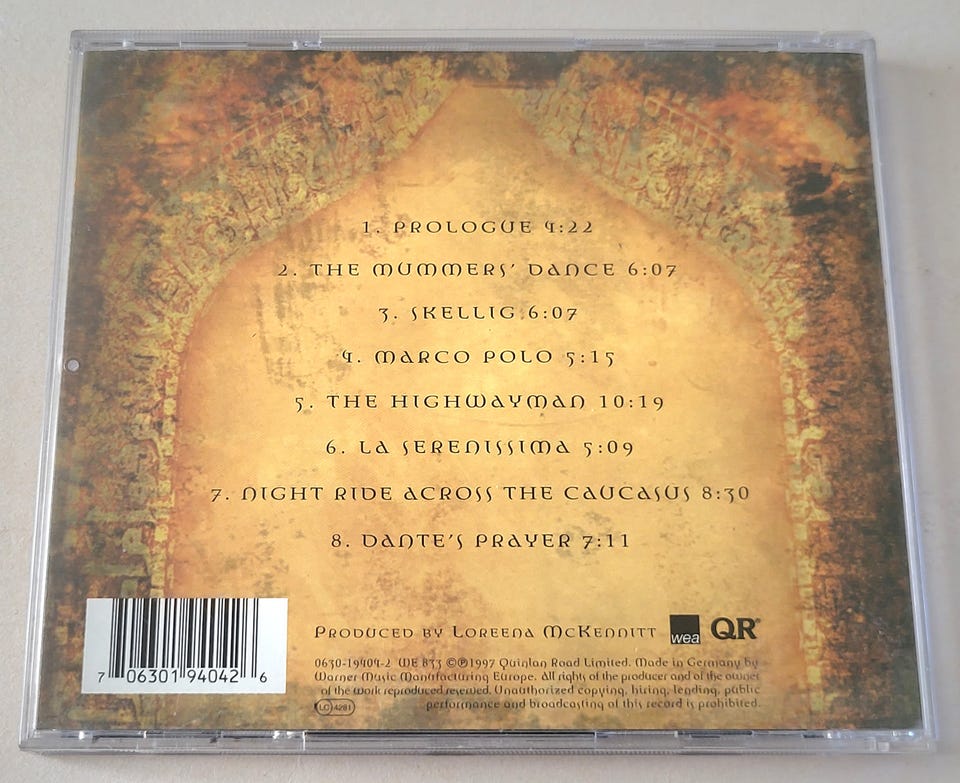 1. PROLOGUE 4:22
2. THE MUMMERS' DANCE 6:07
3. SKELLIG 6:07
4. MARCO POLO 5:15
5. THE HIGHWAYMAN 10:19
6. LA SERENISSIMA 5:09
7. NIGHT RIDE ACROSS THE CAUCASUS 8:30
8. DANTE'S PRAYER 7:11
PRODUCED BY LOREENA MCKENNITT wea QR®
0630-19404-2 WE 833 ©℗1997 Quinlan Road Limited. Made in Germany by
Warner Music Manufacturing Europe. All rights of the producer and of the owner
of the work reproduced reserved. Unauthorized copying, hiring, lending, public
performance and broadcasting of this record is prohibited.
LC 4281
7 06301 94042 6